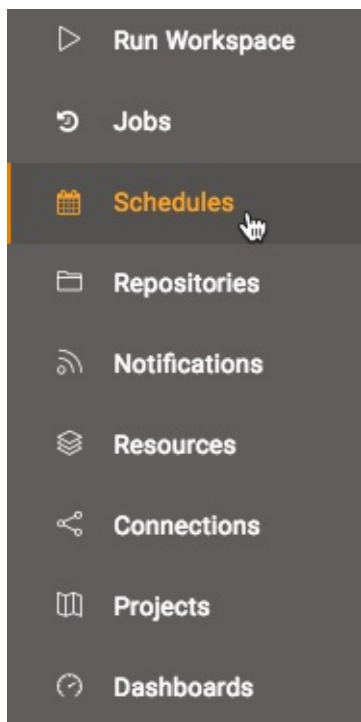 Run Workspace
Jobs
Schedules
Repositories
Notifications
Resources
Connections
Projects
Dashboards